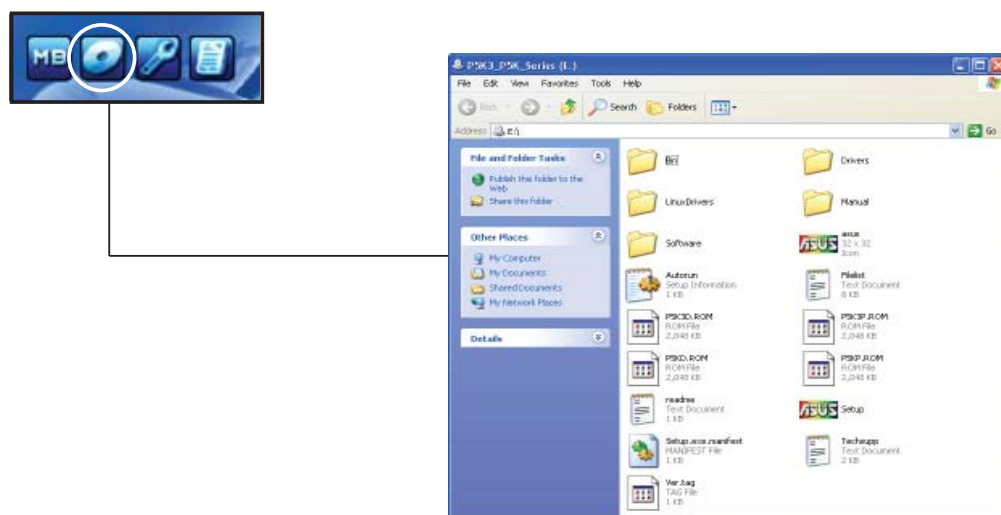 MB
P5K3_P5K_Series (E:)
File Edit View Favorites Tools Help
Back Search Folders
Address E:\ Go
File and Folder Tasks
Publish this folder to the
Web
Share this folder
Other Places
My Computer
My Documents
Shared Documents
My Network Places
Details
Bin
Drivers
LinuxDrivers
Manual
Software
ASUS
asus
32 x 32
Icon
Autorun
Setup Information
1 KB
Filelist
Text Document
8 KB
P5K3D.ROM
ROM File
2,048 KB
P5K3P.ROM
ROM File
2,048 KB
P5KD.ROM
ROM File
2,048 KB
P5KP.ROM
ROM File
2,048 KB
readme
Text Document
1 KB
ASUS
Setup
Setup.exe.manifest
MANIFEST File
1 KB
Techsupp
Text Document
2 KB
Ver.tag
TAG File
1 KB